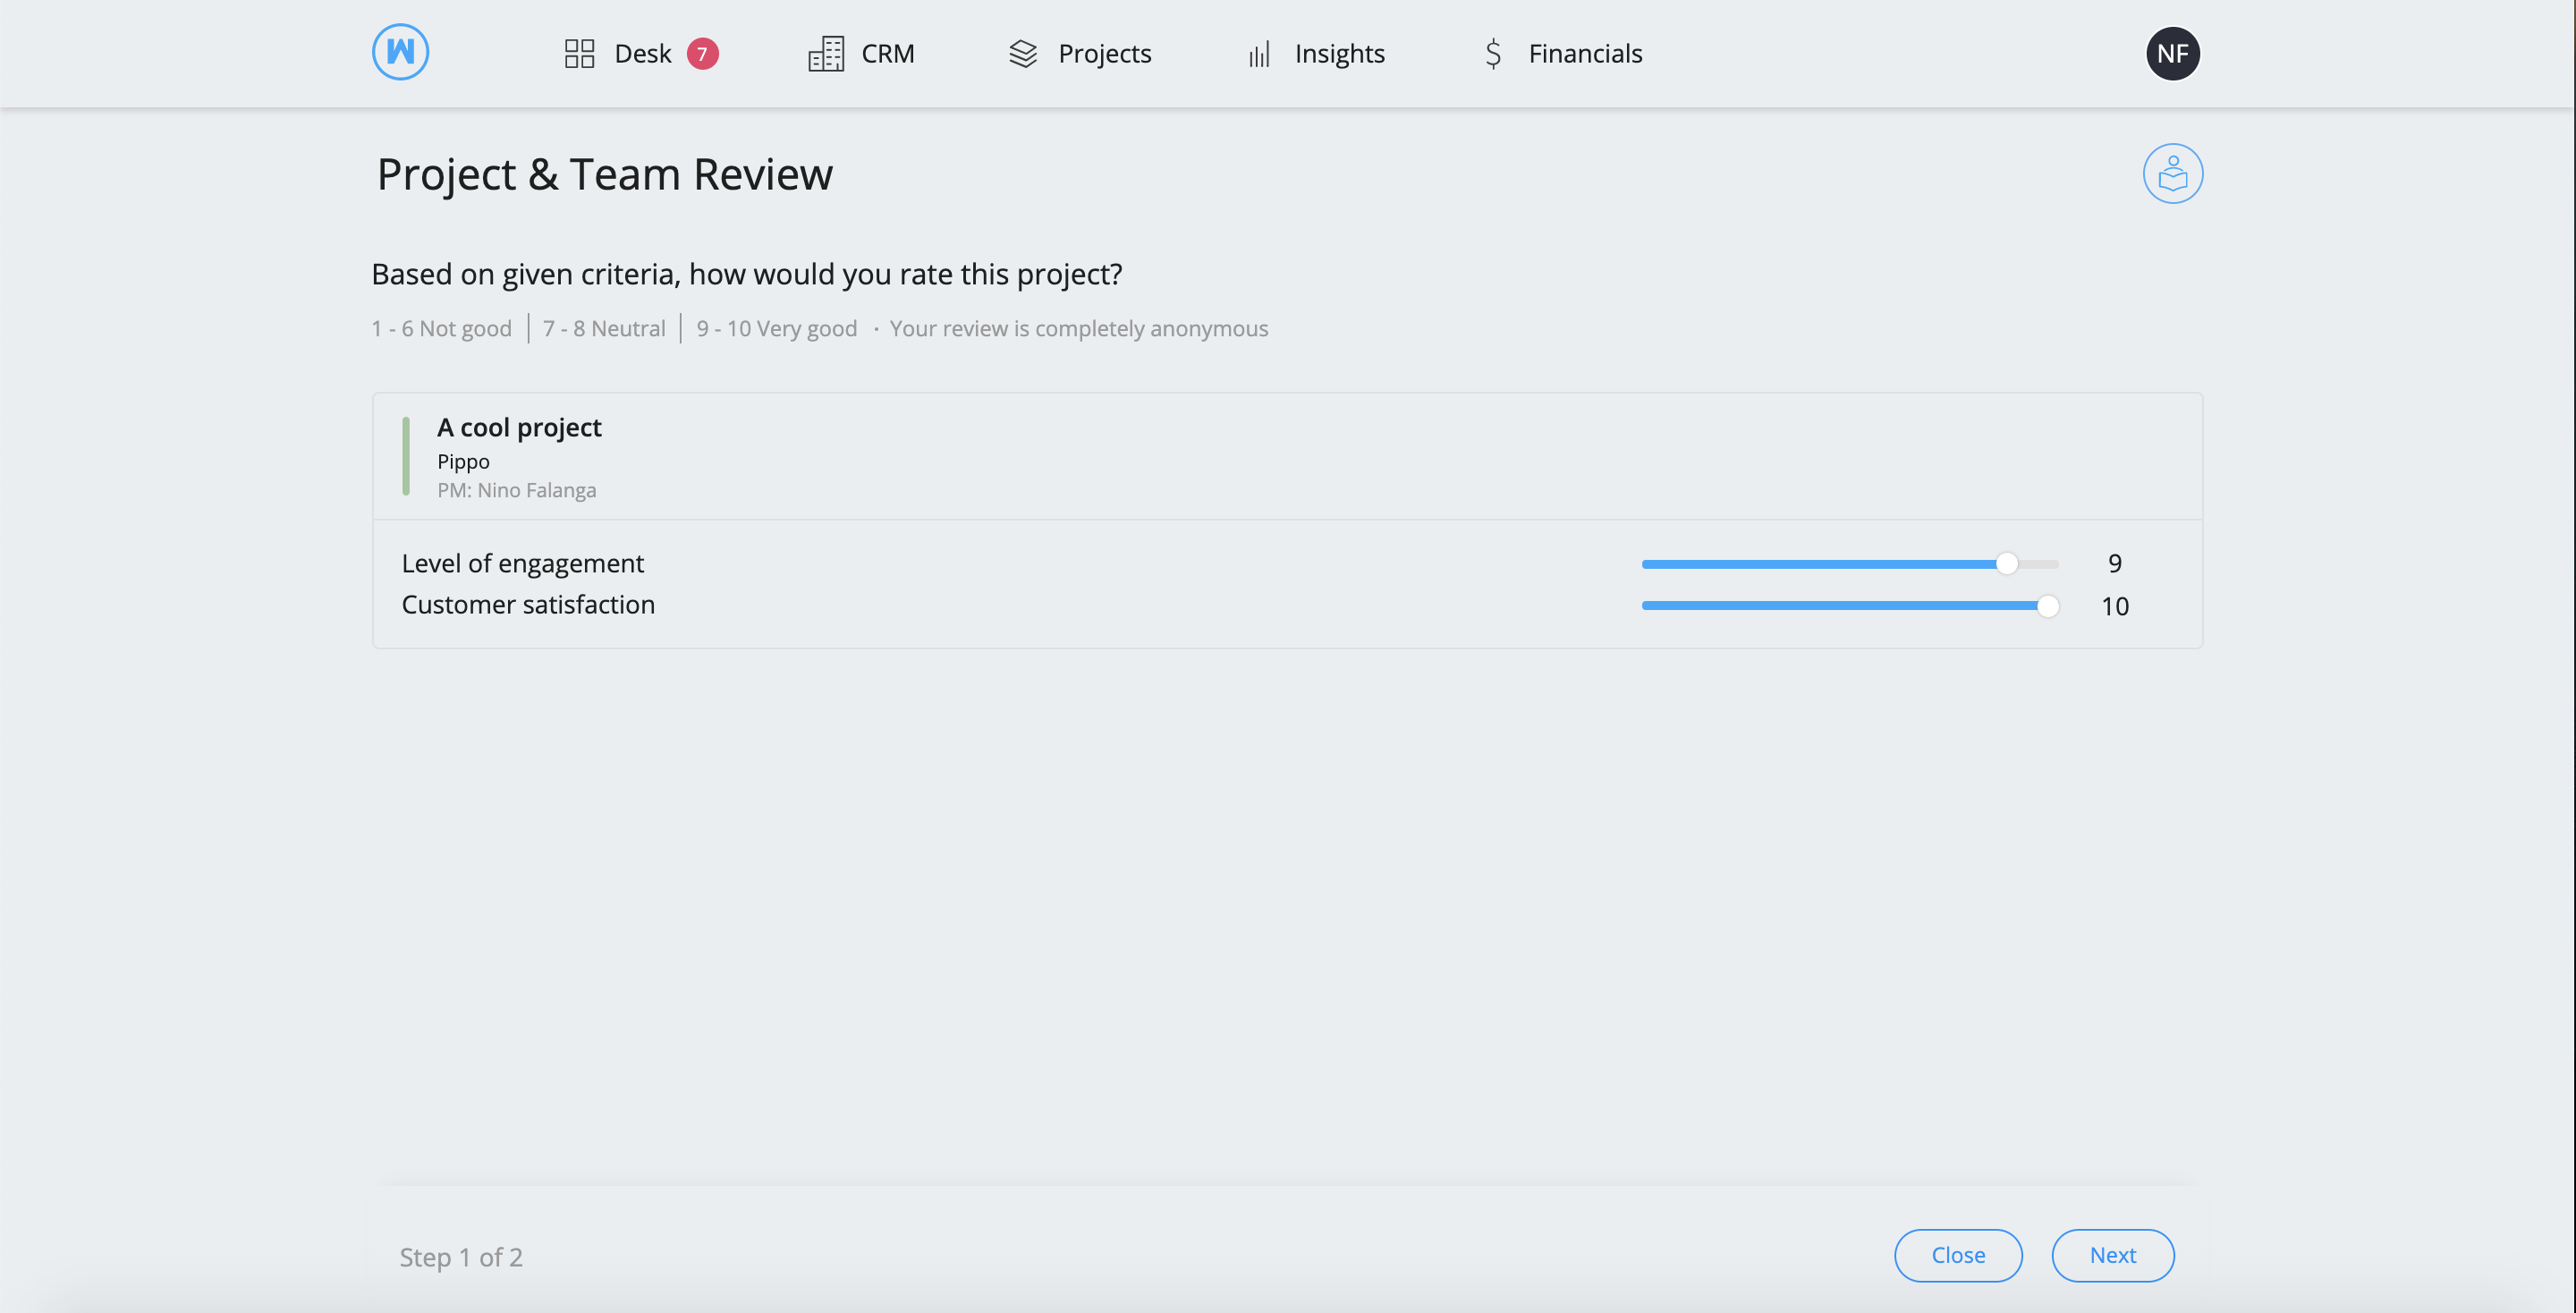 W Desk 7 CRM Projects Insights $ Financials NF
Project & Team Review
Based on given criteria, how would you rate this project?
1 - 6 Not good | 7 - 8 Neutral | 9 - 10 Very good · Your review is completely anonymous
A cool project
Pippo
PM: Nino Falanga
Level of engagement 9
Customer satisfaction 10
Step 1 of 2 Close Next